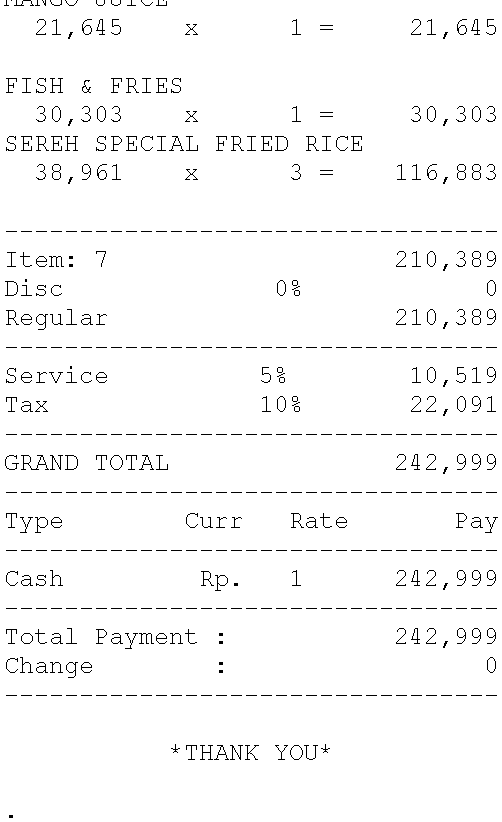 MANGO JUICE
21,645 x 1 = 21,645
FISH & FRIES
30,303 x 1 = 30,303
SEREH SPECIAL FRIED RICE
38,961 x 3 = 116,883
--------------------------------
Item: 7 210,389
Disc 0% 0
Regular 210,389
--------------------------------
Service 5% 10,519
Tax 10% 22,091
--------------------------------
GRAND TOTAL 242,999
--------------------------------
Type Curr Rate Pay
--------------------------------
Cash Rp. 1 242,999
--------------------------------
Total Payment : 242,999
Change : 0
--------------------------------
*THANK YOU*
.